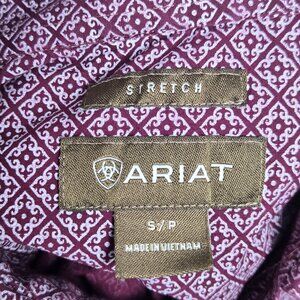 STRETCH
ARIAT
S/P
MADE IN VIETNAM